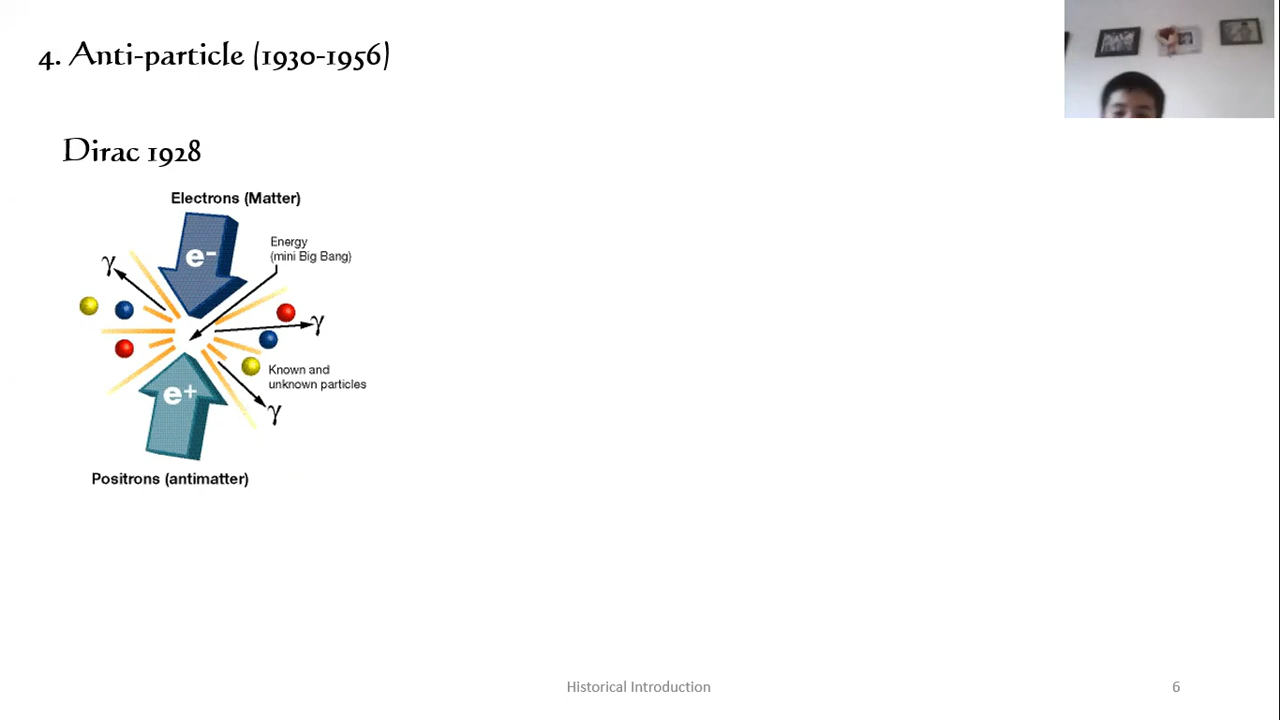 4. Anti-particle (1930-1956)
Dirac 1928
Electrons (Matter)
e-
Energy
(mini Big Bang)
γ
γ
Known and
unknown particles
e+
γ
Positrons (antimatter)
Historical Introduction
6